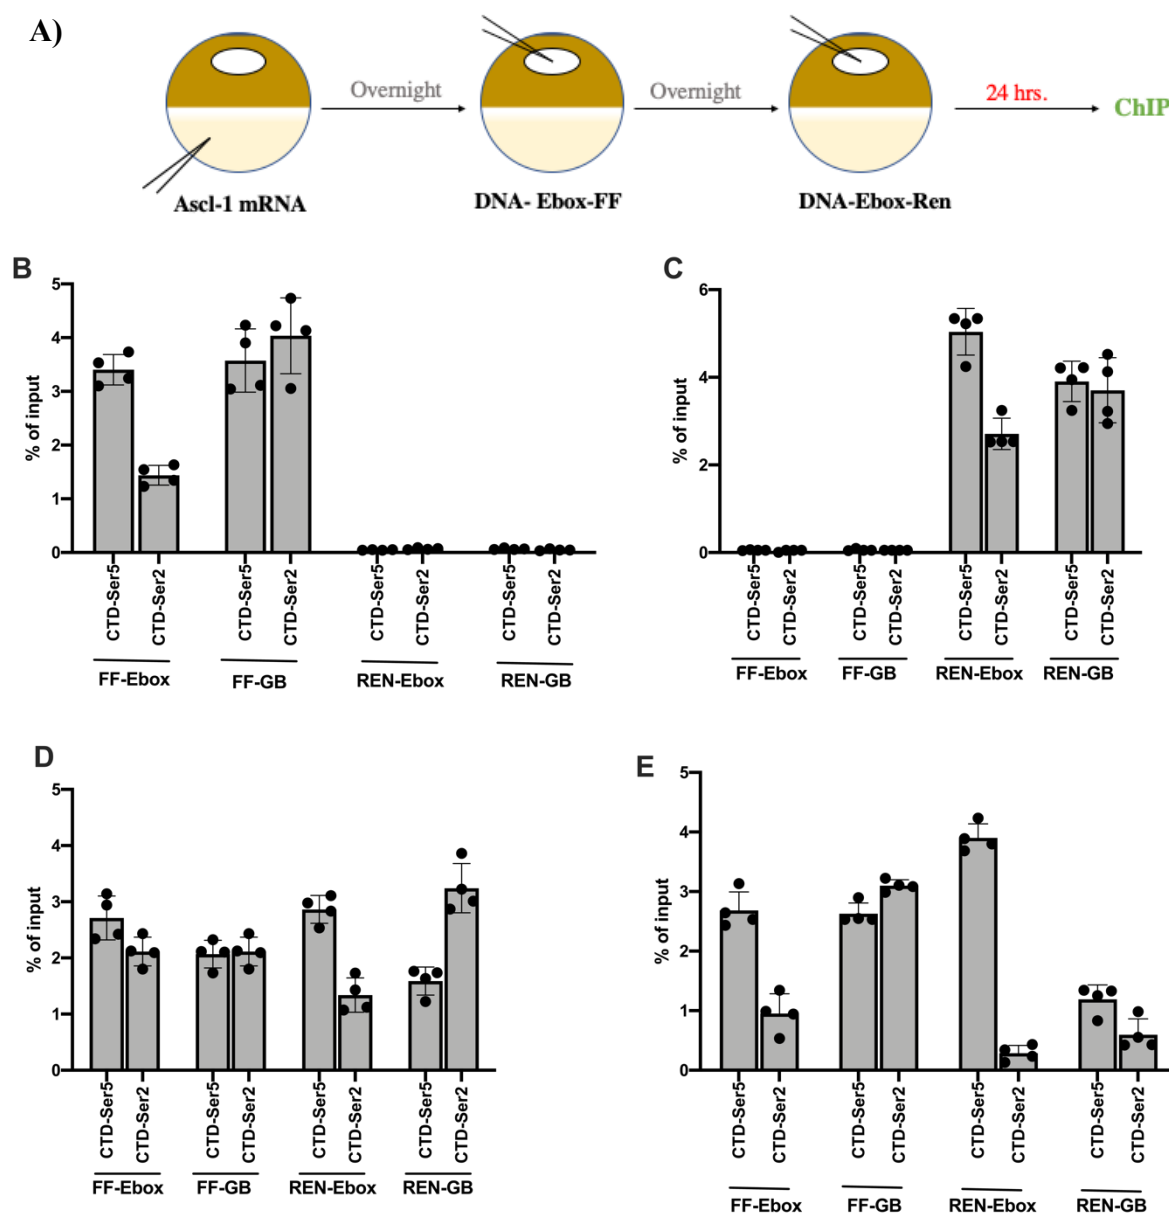 A)
Overnight
Overnight
24 hrs.
ChIP
Ascl-1 mRNA
DNA- Ebox-FF
DNA-Ebox-Ren
B
% of input
5
4
3
2
1
0
CTD-Ser5
CTD-Ser2
CTD-Ser5
CTD-Ser2
CTD-Ser5
CTD-Ser2
CTD-Ser5
CTD-Ser2
FF-Ebox
FF-GB
REN-Ebox
REN-GB
C
% of input
6
4
2
0
CTD-Ser5
CTD-Ser2
CTD-Ser5
CTD-Ser2
CTD-Ser5
CTD-Ser2
CTD-Ser5
CTD-Ser2
FF-Ebox
FF-GB
REN-Ebox
REN-GB
D
% of input
5
4
3
2
1
0
CTD-Ser5
CTD-Ser2
CTD-Ser5
CTD-Ser2
CTD-Ser5
CTD-Ser2
CTD-Ser5
CTD-Ser2
FF-Ebox
FF-GB
REN-Ebox
REN-GB
E
% of input
5
4
3
2
1
0
CTD-Ser5
CTD-Ser2
CTD-Ser5
CTD-Ser2
CTD-Ser5
CTD-Ser2
CTD-Ser5
CTD-Ser2
FF-Ebox
FF-GB
REN-Ebox
REN-GB